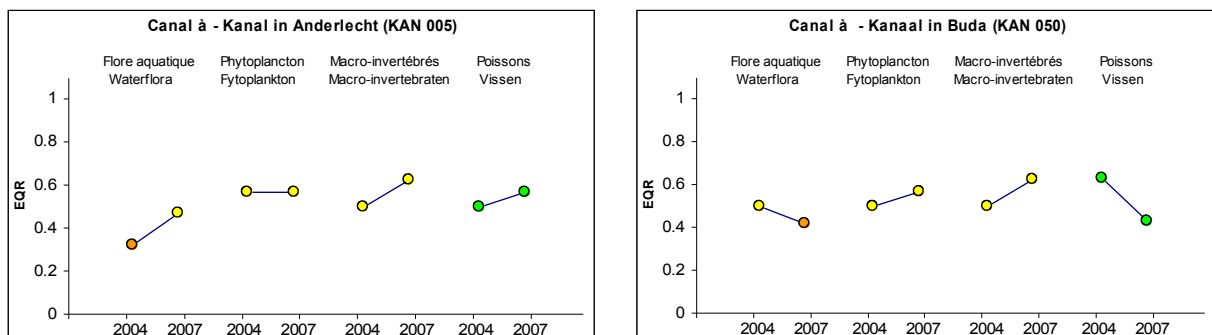 Canal à - Kanal in Anderlecht (KAN 005)
Flore aquatique Phytoplancton Macro-invertébrés Poissons
Waterflora Fytoplankton Macro-invertebraten Vissen
1
0.8
0.6
0.4
0.2
0
EQR
2004 2007 2004 2007 2004 2007 2004 2007
Canal à - Kanaal in Buda (KAN 050)
Flore aquatique Phytoplancton Macro-invertébrés Poissons
Waterflora Fytoplankton Macro-invertebraten Vissen
1
0.8
0.6
0.4
0.2
0
EQR
2004 2007 2004 2007 2004 2007 2004 2007